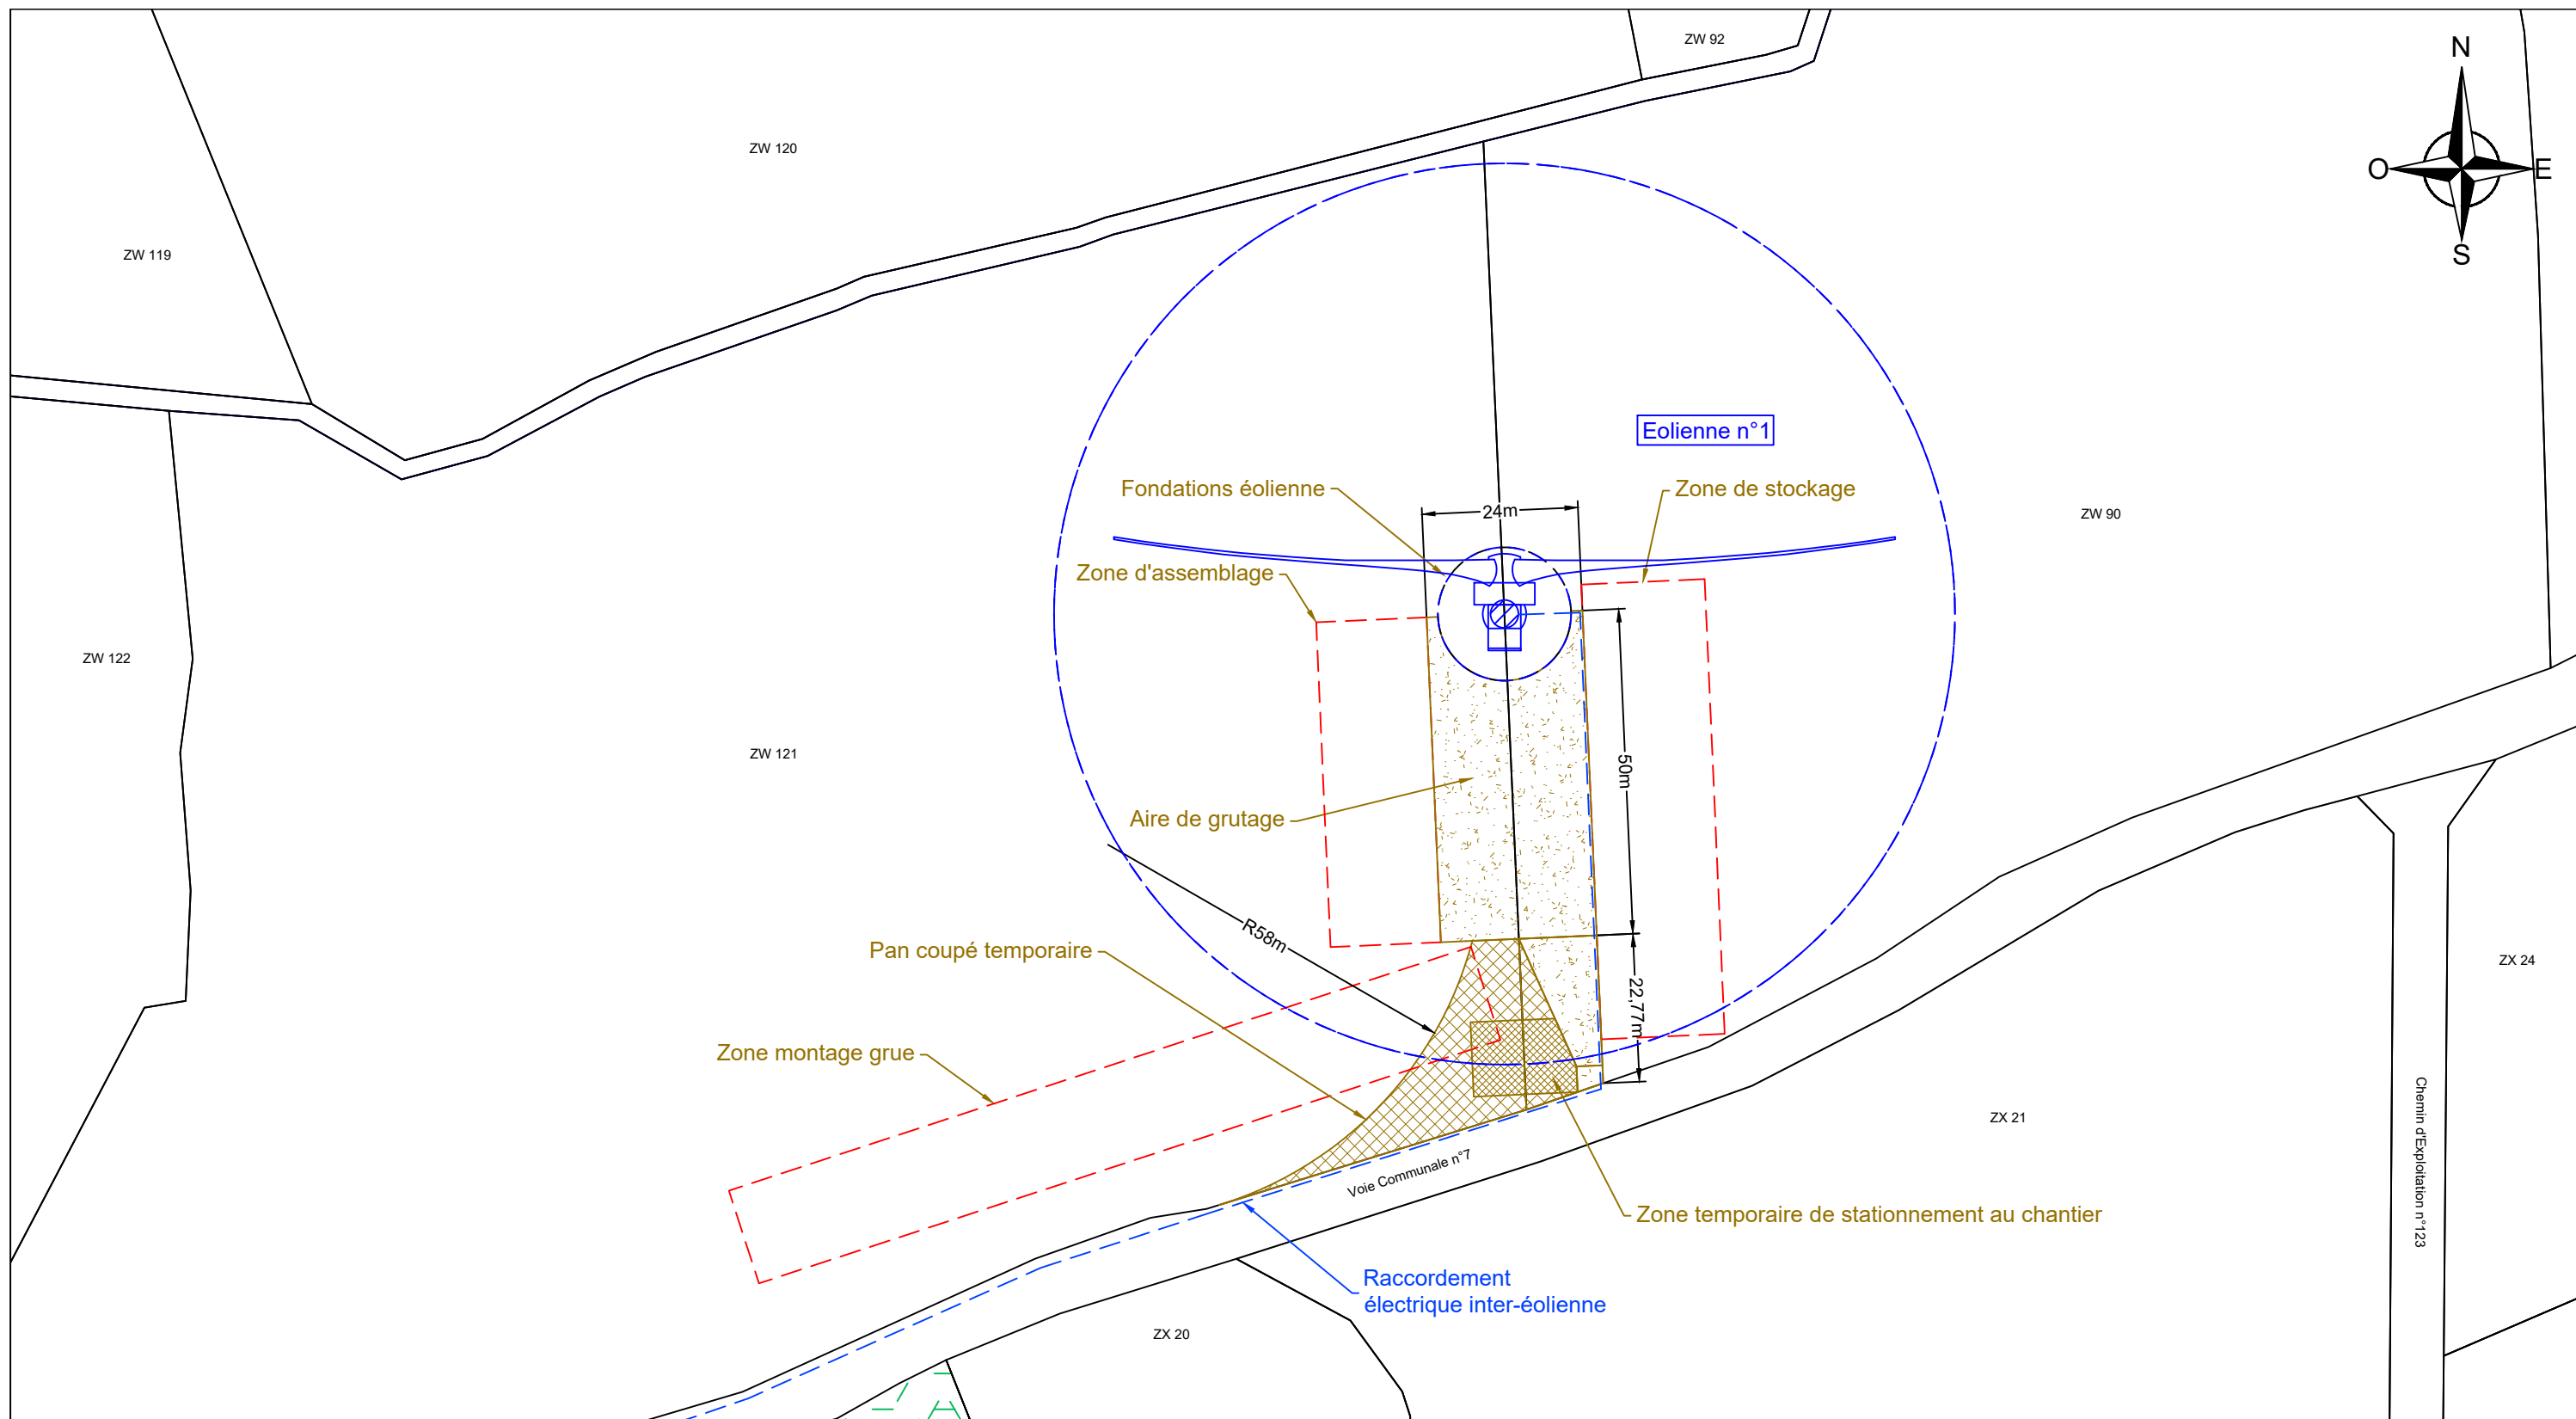 ZW 92
N
ZW 120
O
E
ZW 119
S
Eolienne n°1
Fondations éolienne
Zone de stockage
24m
ZW 90
Zone d'assemblage
ZW 122
ZW 121
50m
Aire de grutage
R58m
Pan coupé temporaire
ZX 24
22,77m
Zone montage grue
ZX 21
Chemin d'Exploitation n°123
Voie Communale n°7
Zone temporaire de stationnement au chantier
Raccordement
électrique inter-éolienne
ZX 20